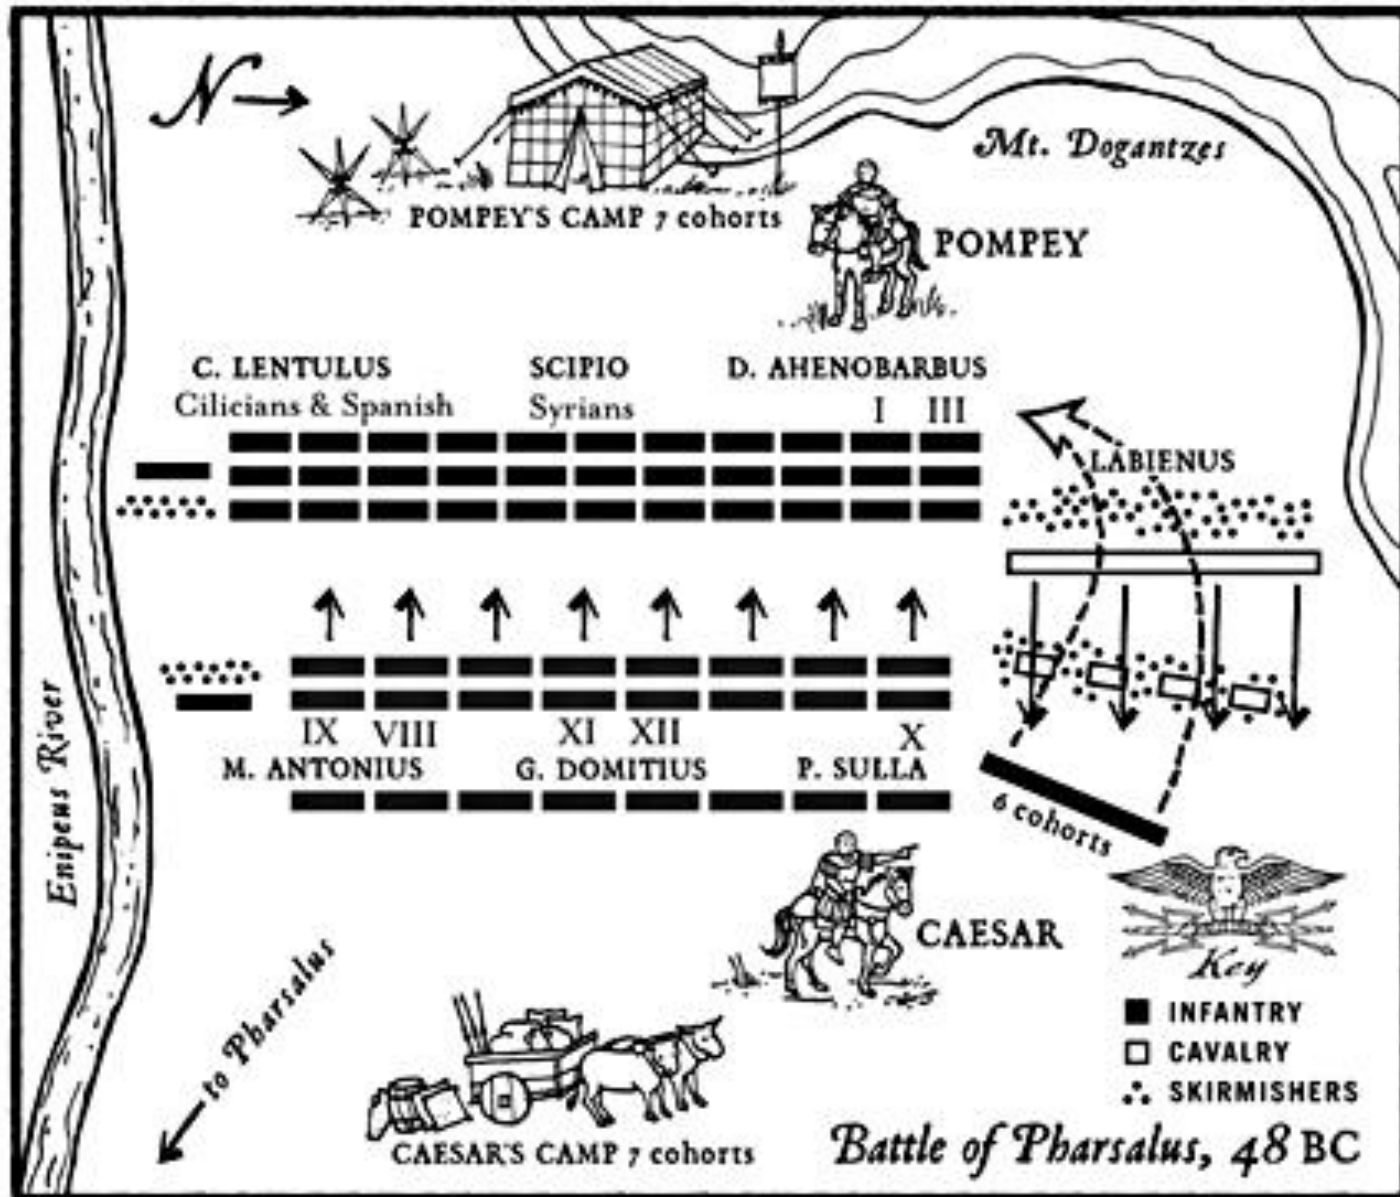 N
Mt. Dogantzes
POMPEY'S CAMP 7 cohorts
POMPEY
C. LENTULUS
Cilicians & Spanish
SCIPIO
Syrians
D. AHENOBARBUS
I III
LABIENUS
IX VIII XI XII X
M. ANTONIUS G. DOMITIUS P. SULLA
6 cohorts
Enipeus River
CAESAR
to Pharsalus
CAESAR'S CAMP 7 cohorts
Key
INFANTRY
CAVALRY
SKIRMISHERS
Battle of Pharsalus, 48 BC